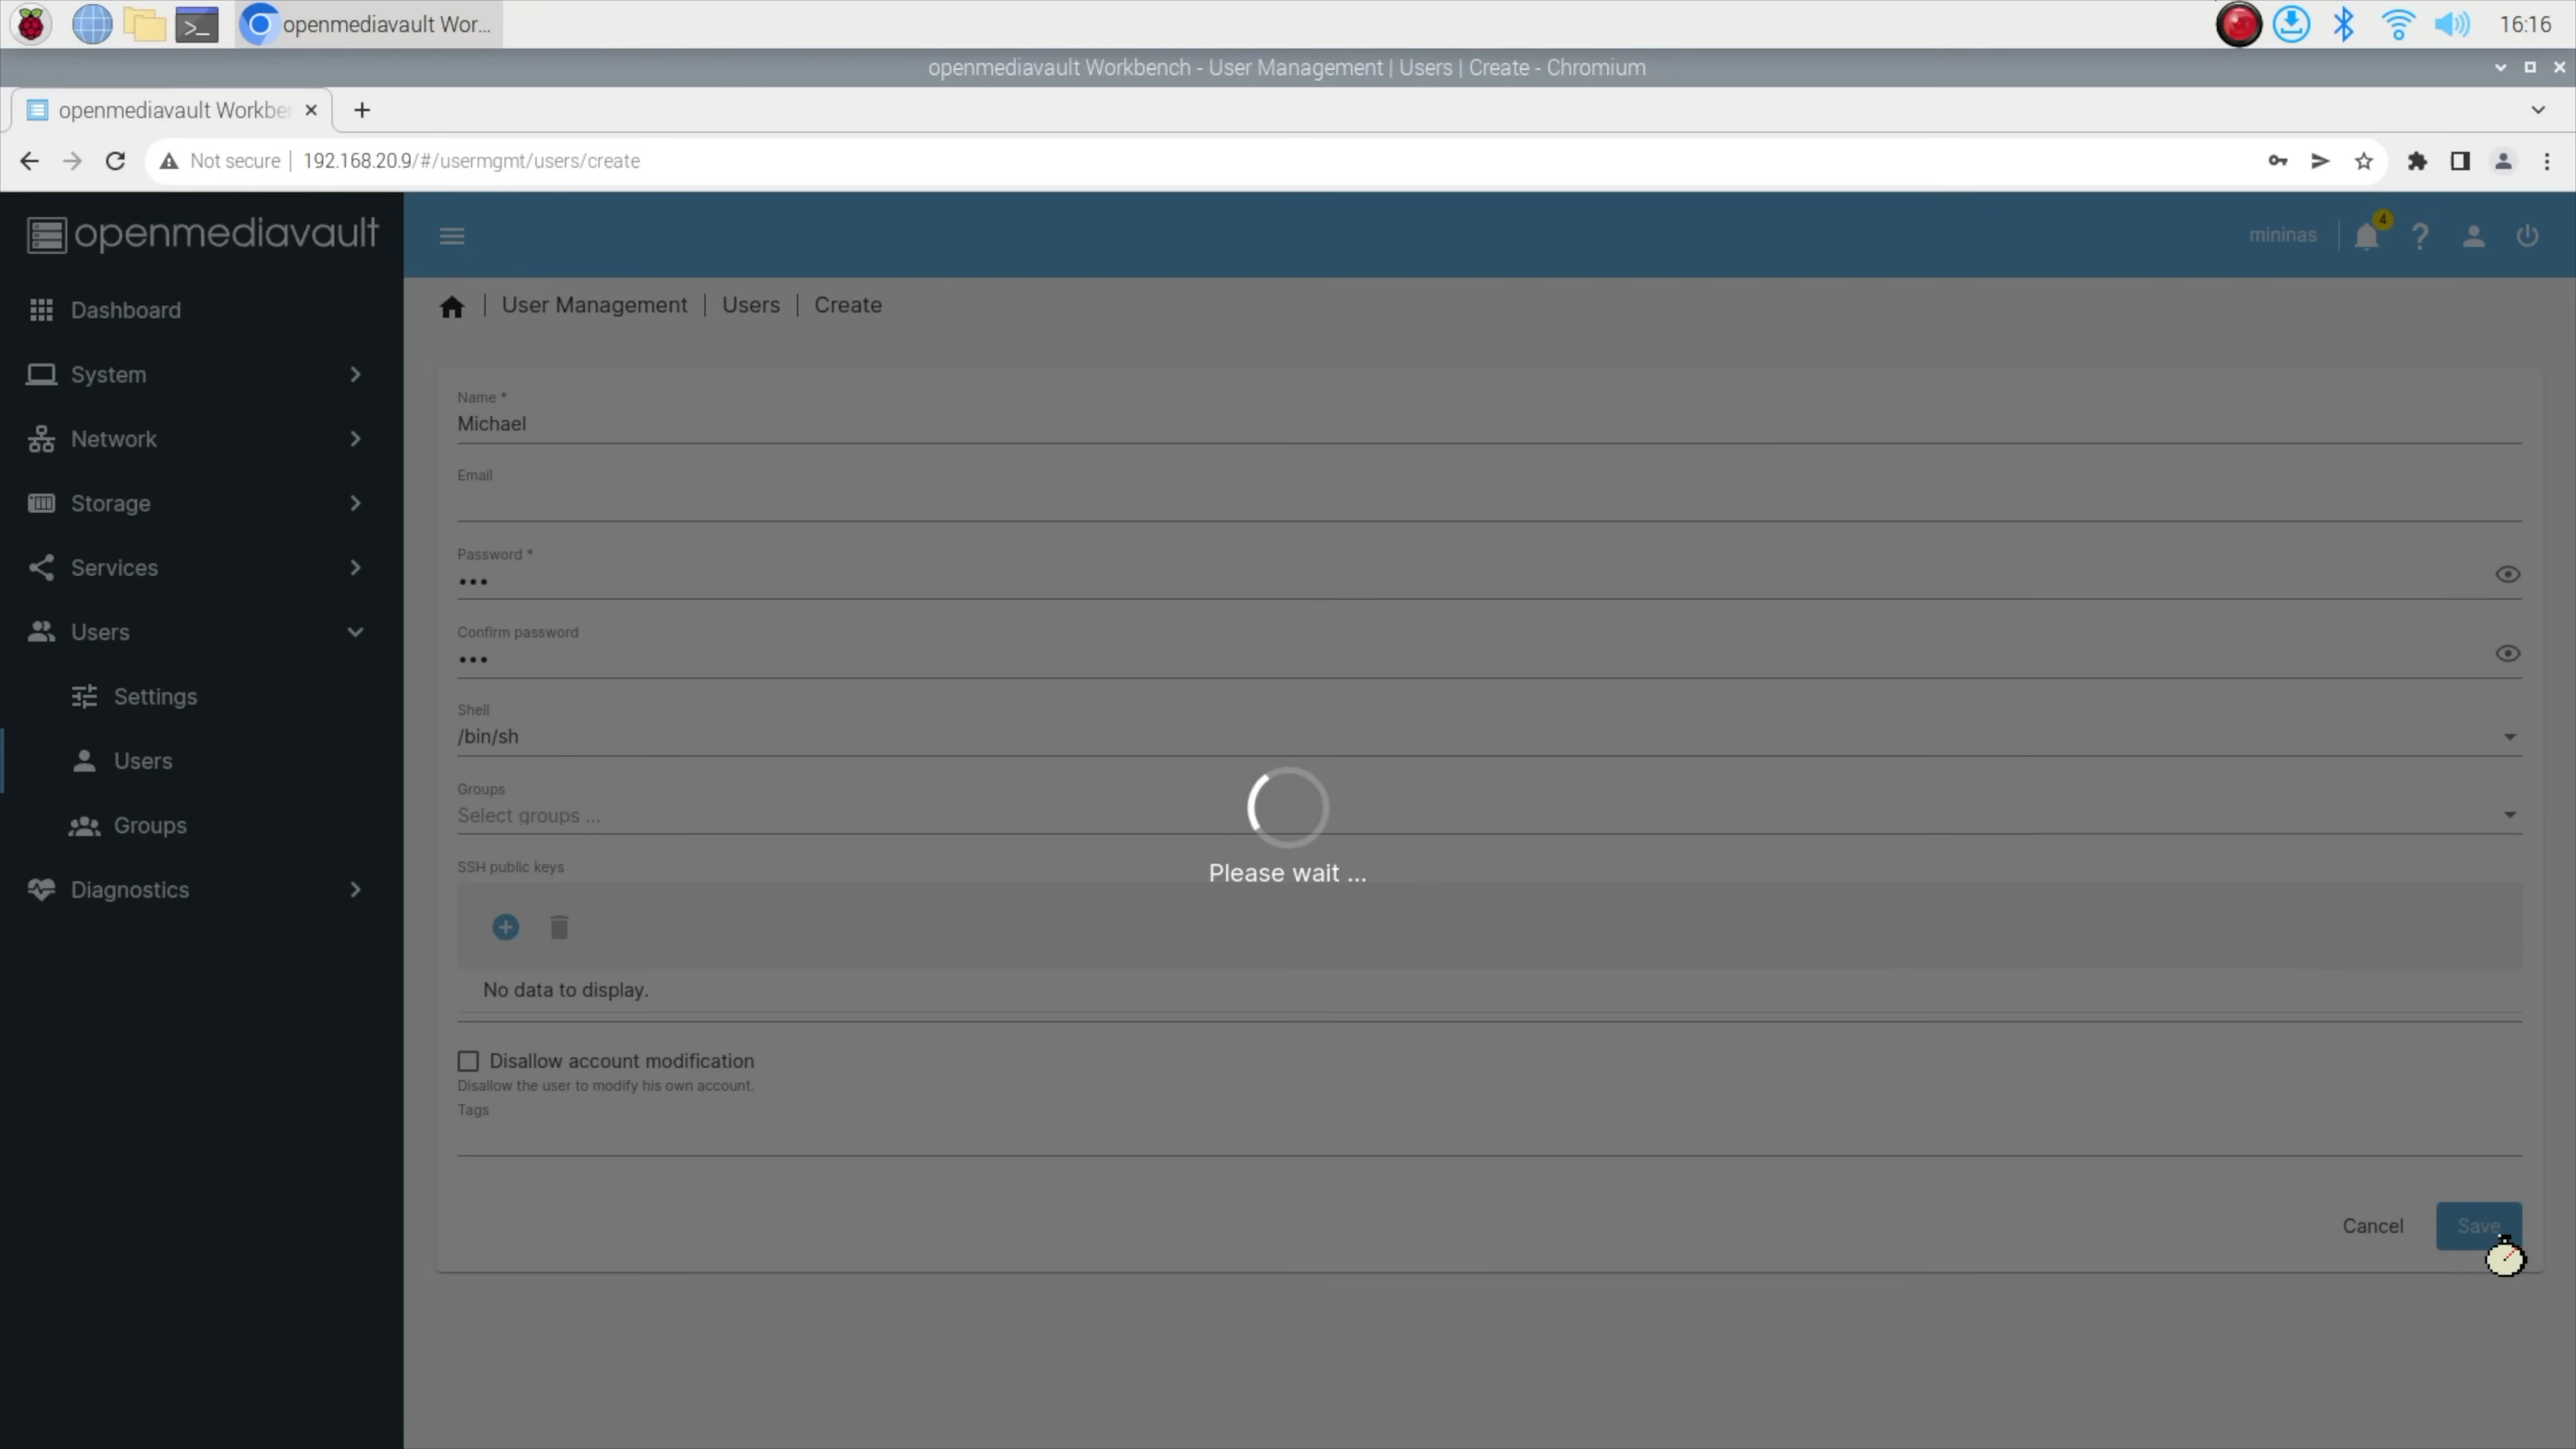 openmediavault Wor...
16:16
openmediavault Workbench - User Management | Users | Create - Chromium
openmediavault Workbe
Not secure
192.168.20.9/#/usermgmt/users/create
openmediavault
mininas
4
Dashboard
System
Network
Storage
Services
Users
Settings
Users
Groups
Diagnostics
User Management | Users | Create
Name *
Michael
Email
Password *
•••
Confirm password
•••
Shell
/bin/sh
Groups
Select groups ...
Please wait ...
SSH public keys
No data to display.
Disallow account modification
Disallow the user to modify his own account.
Tags
Cancel
Save